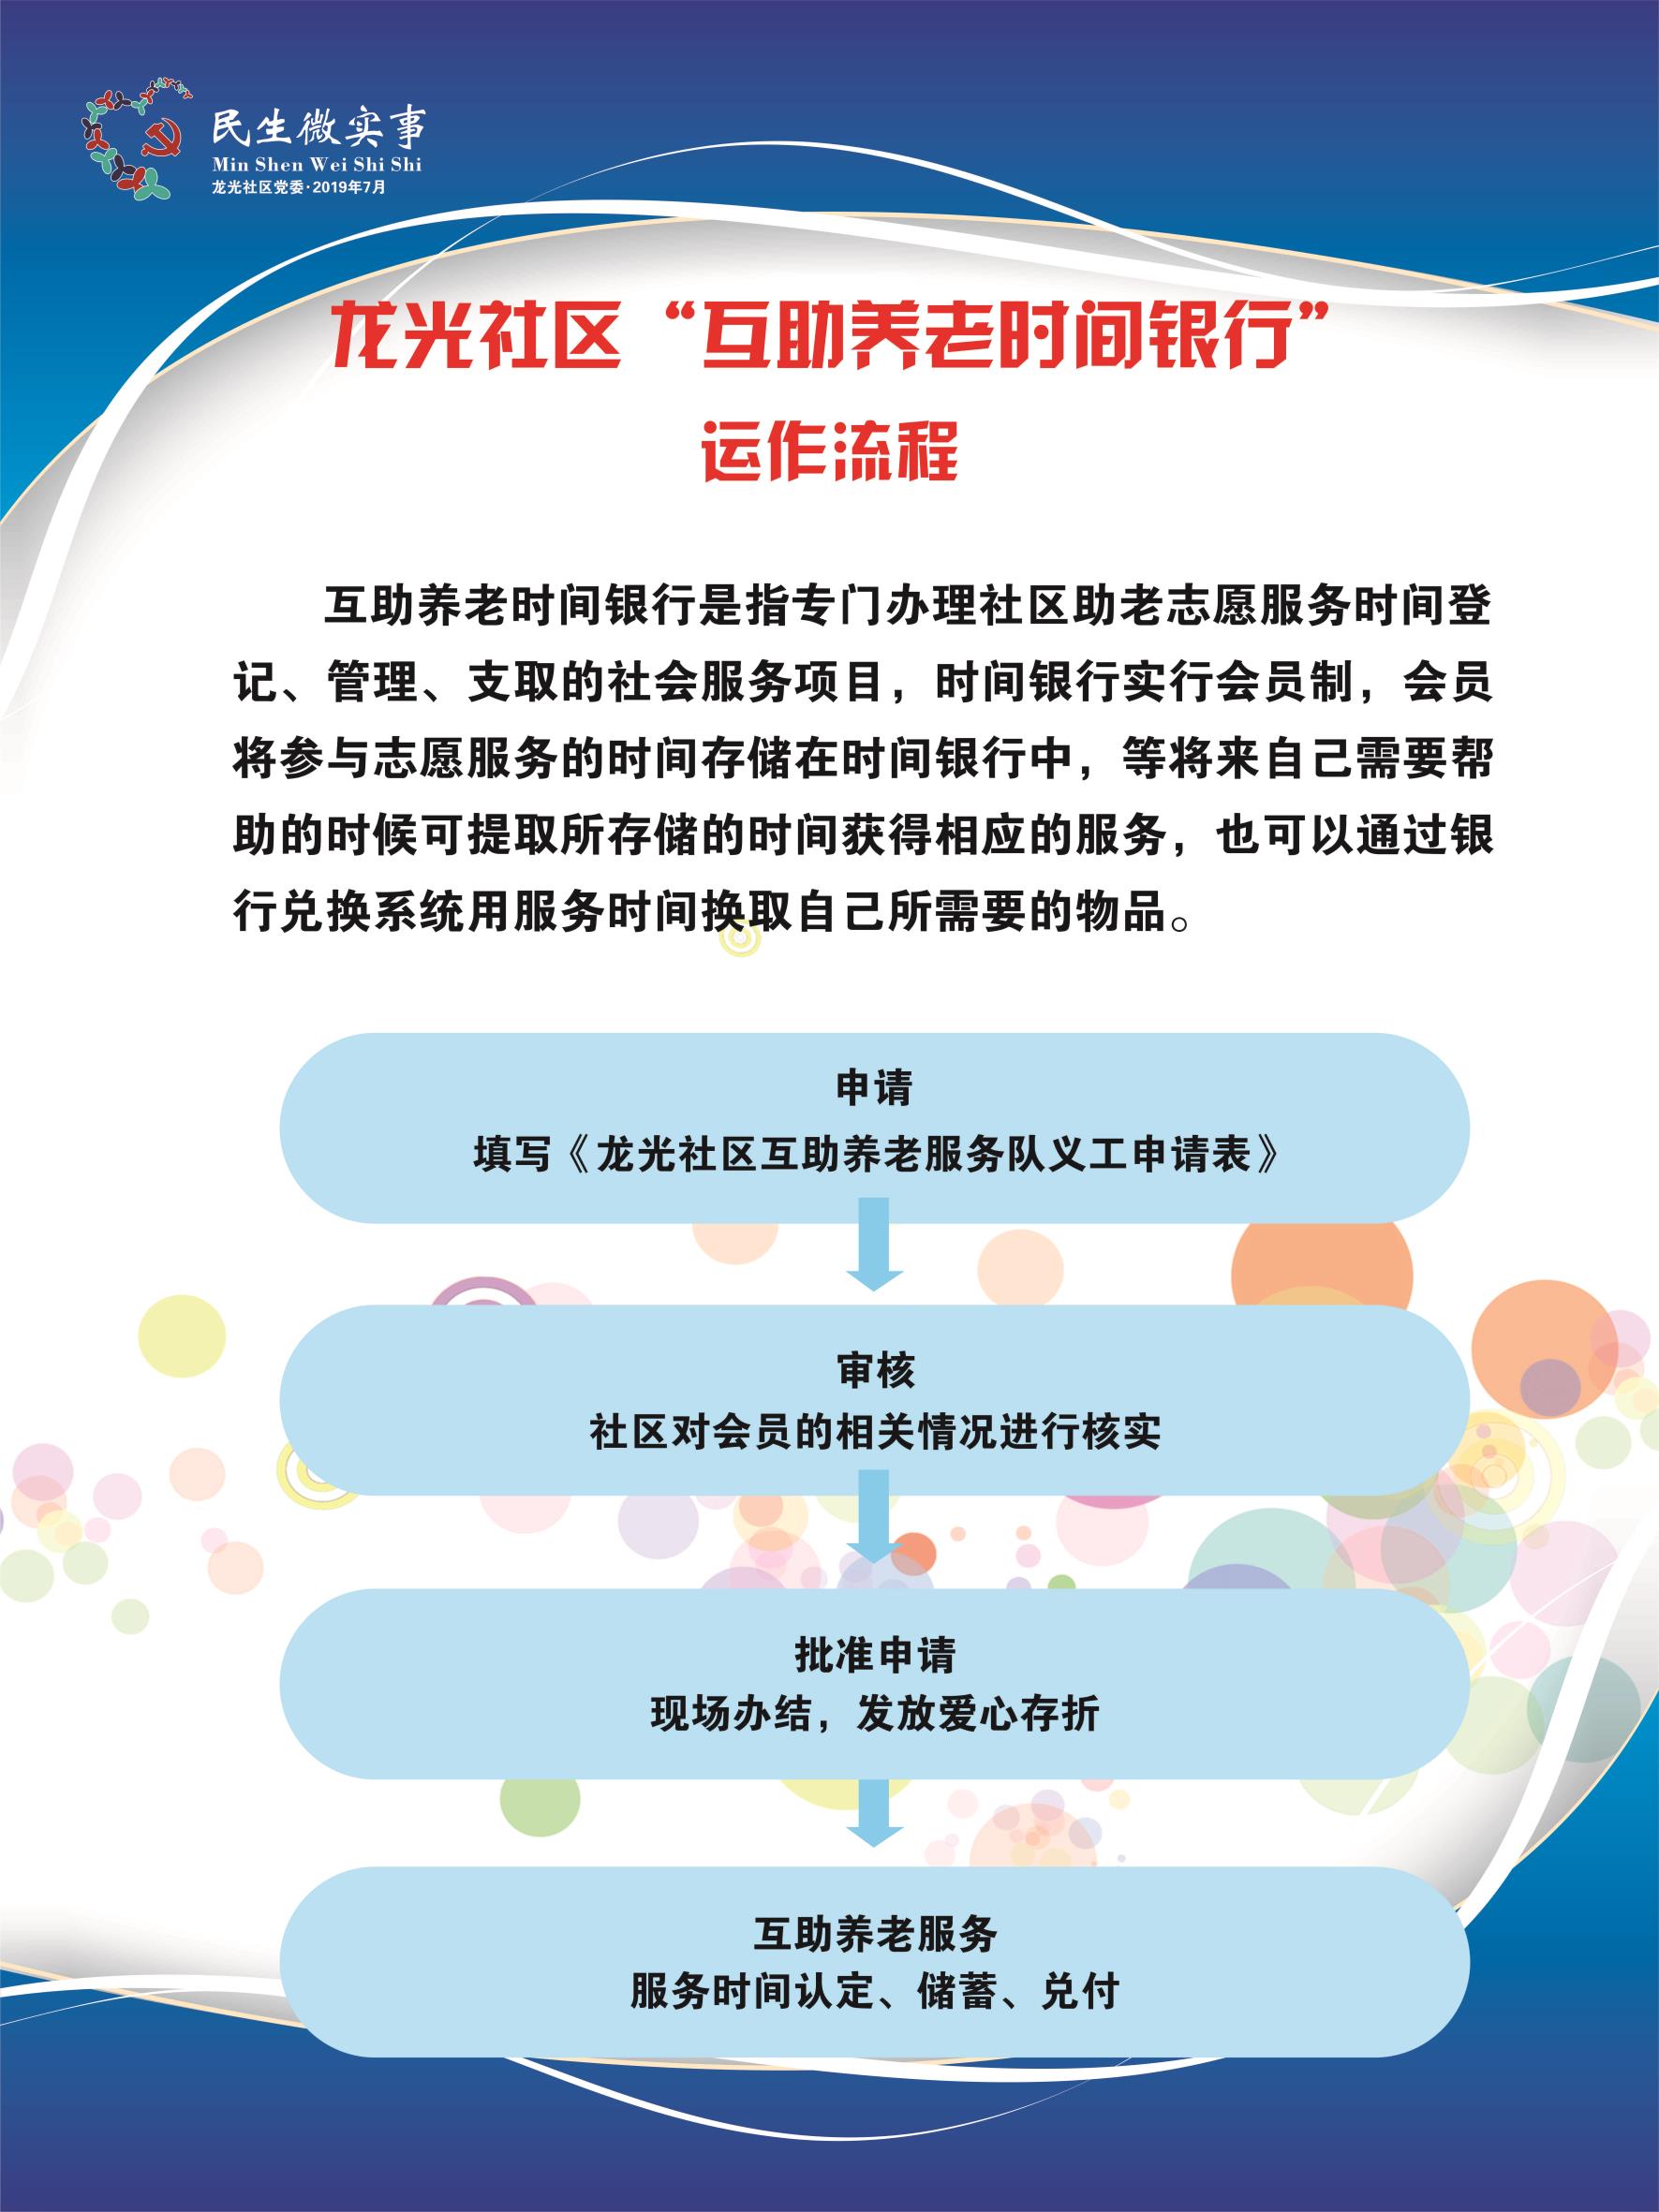 民生微实事
Min Shen Wei Shi Shi
龙光社区党委·2019年7月
龙光社区“互助养老时间银行”
运作流程
互助养老时间银行是指专门办理社区助老志愿服务时间登
记、管理、支取的社会服务项目，时间银行实行会员制，会员
将参与志愿服务的时间存储在时间银行中，等将来自己需要帮
助的时候可提取所存储的时间获得相应的服务，也可以通过银
行兑换系统用服务时间换取自己所需要的物品。
申请
填写《龙光社区互助养老服务队义工申请表》
审核
社区对会员的相关情况进行核实
批准申请
现场办结，发放爱心存折
互助养老服务
服务时间认定、储蓄、兑付